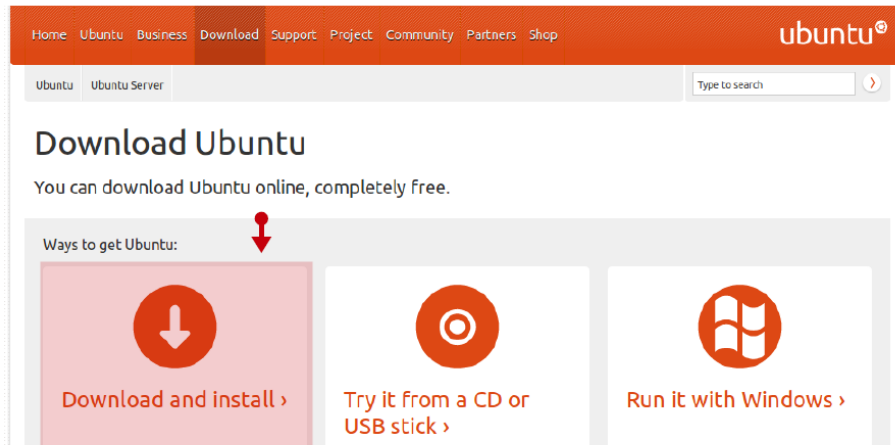 Home Ubuntu Business Download Support Project Community Partners Shop ubuntu®
Ubuntu Ubuntu Server Type to search
Download Ubuntu
You can download Ubuntu online, completely free.
Ways to get Ubuntu:
Download and install ›
Try it from a CD or
USB stick ›
Run it with Windows ›